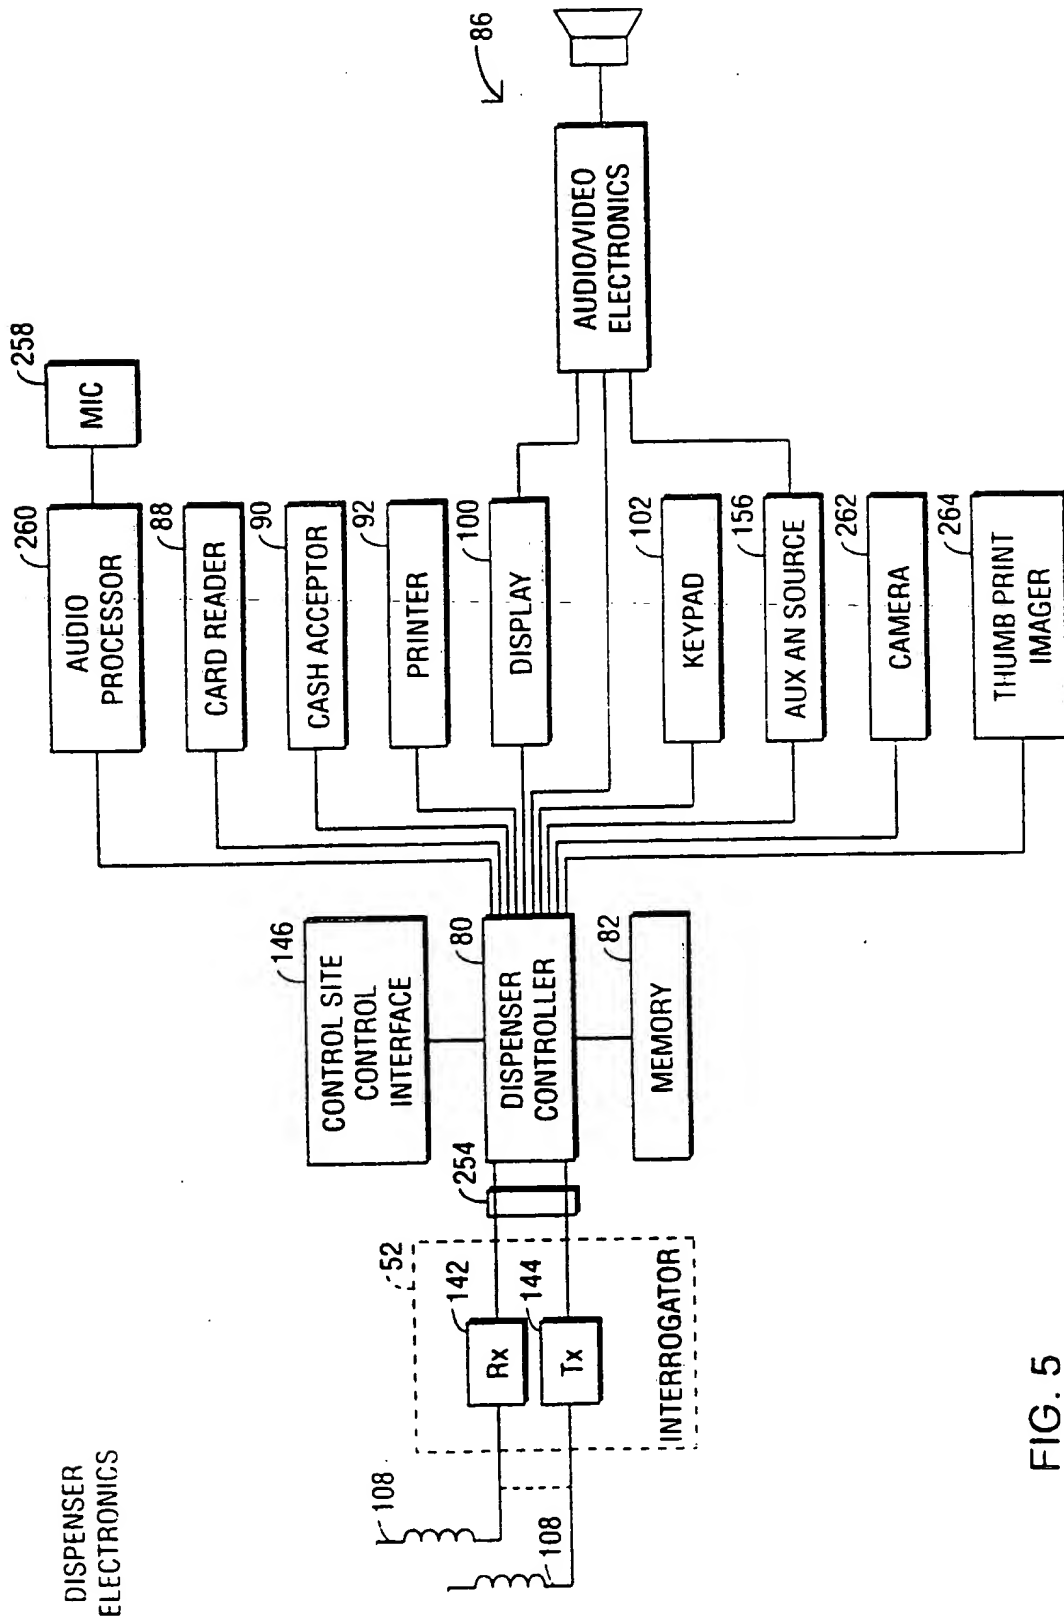 DISPENSER
ELECTRONICS
108
108
52
142
Rx
144
Tx
INTERROGATOR
254
146
CONTROL SITE
CONTROL
INTERFACE
80
DISPENSER
CONTROLLER
82
MEMORY
260
AUDIO
PROCESSOR
258
MIC
88
CARD READER
90
CASH ACCEPTOR
92
PRINTER
100
DISPLAY
102
KEYPAD
156
AUX AN SOURCE
262
CAMERA
264
THUMB PRINT
IMAGER
86
AUDIO/VIDEO
ELECTRONICS
FIG. 5